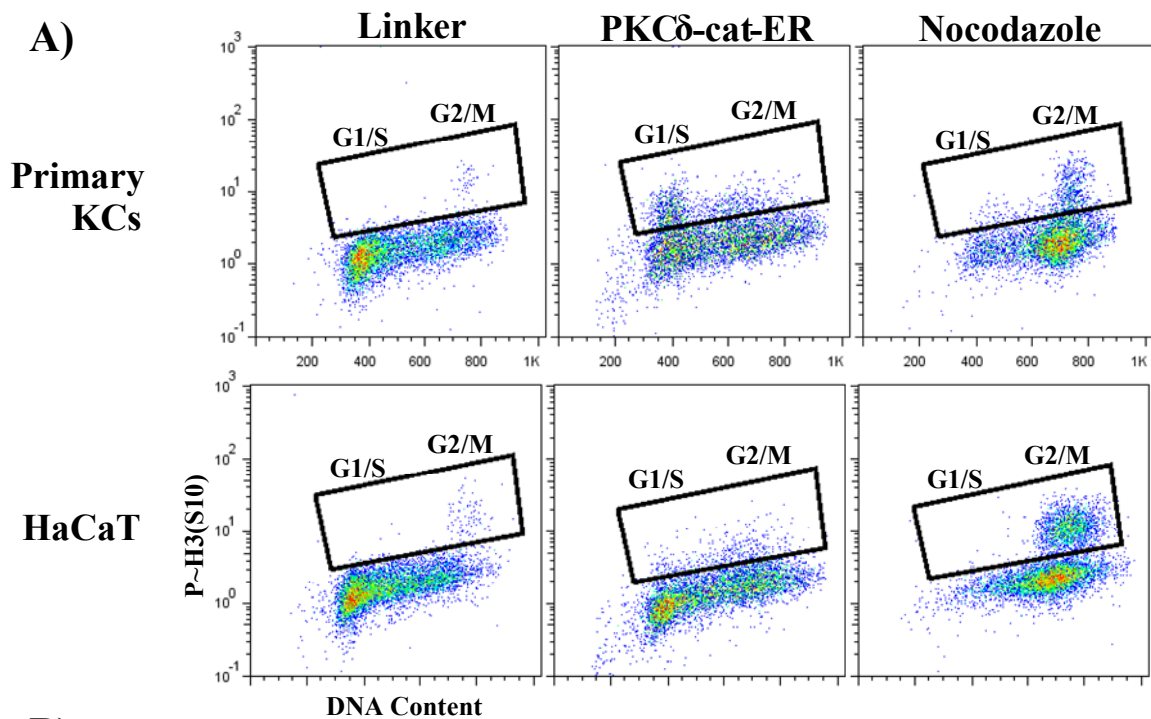 A)
Linker PKCδ-cat-ER Nocodazole
Primary
KCs
10^3
10^2
10^1
10^0
10^-1
G1/S G2/M
G1/S G2/M
G1/S G2/M
200 400 600 800 1K
200 400 600 800 1K
200 400 600 800 1K
HaCaT
P~H3(S10)
10^3
10^2
10^1
10^0
10^-1
G1/S G2/M
G1/S G2/M
G1/S G2/M
DNA Content